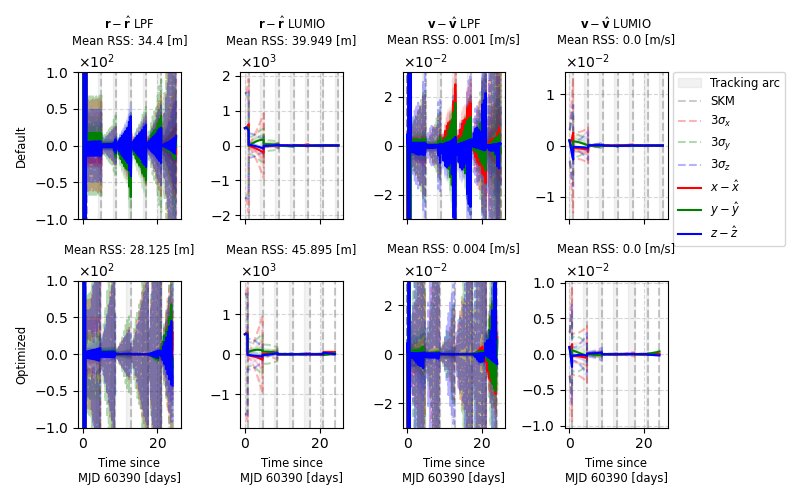 r − r̂ LPF
Mean RSS: 34.4 [m]
r − r̂ LUMIO
Mean RSS: 39.949 [m]
v − v̂ LPF
Mean RSS: 0.001 [m/s]
v − v̂ LUMIO
Mean RSS: 0.0 [m/s]
×10²
1.0
0.5
0.0
−0.5
−1.0
Default
×10³
2
1
0
−1
−2
×10⁻²
2
0
−2
×10⁻²
1
0
−1
Tracking arc
SKM
3σₓ
3σ_y
3σ_z
x − x̂
y − ŷ
z − ẑ
Mean RSS: 28.125 [m]
Mean RSS: 45.895 [m]
Mean RSS: 0.004 [m/s]
Mean RSS: 0.0 [m/s]
×10²
1.0
0.5
0.0
−0.5
−1.0
Optimized
×10³
1
0
−1
×10⁻²
2
0
−2
×10⁻²
1.0
0.5
0.0
−0.5
−1.0
0 20
0 20
0 20
0 20
Time since
MJD 60390 [days]
Time since
MJD 60390 [days]
Time since
MJD 60390 [days]
Time since
MJD 60390 [days]